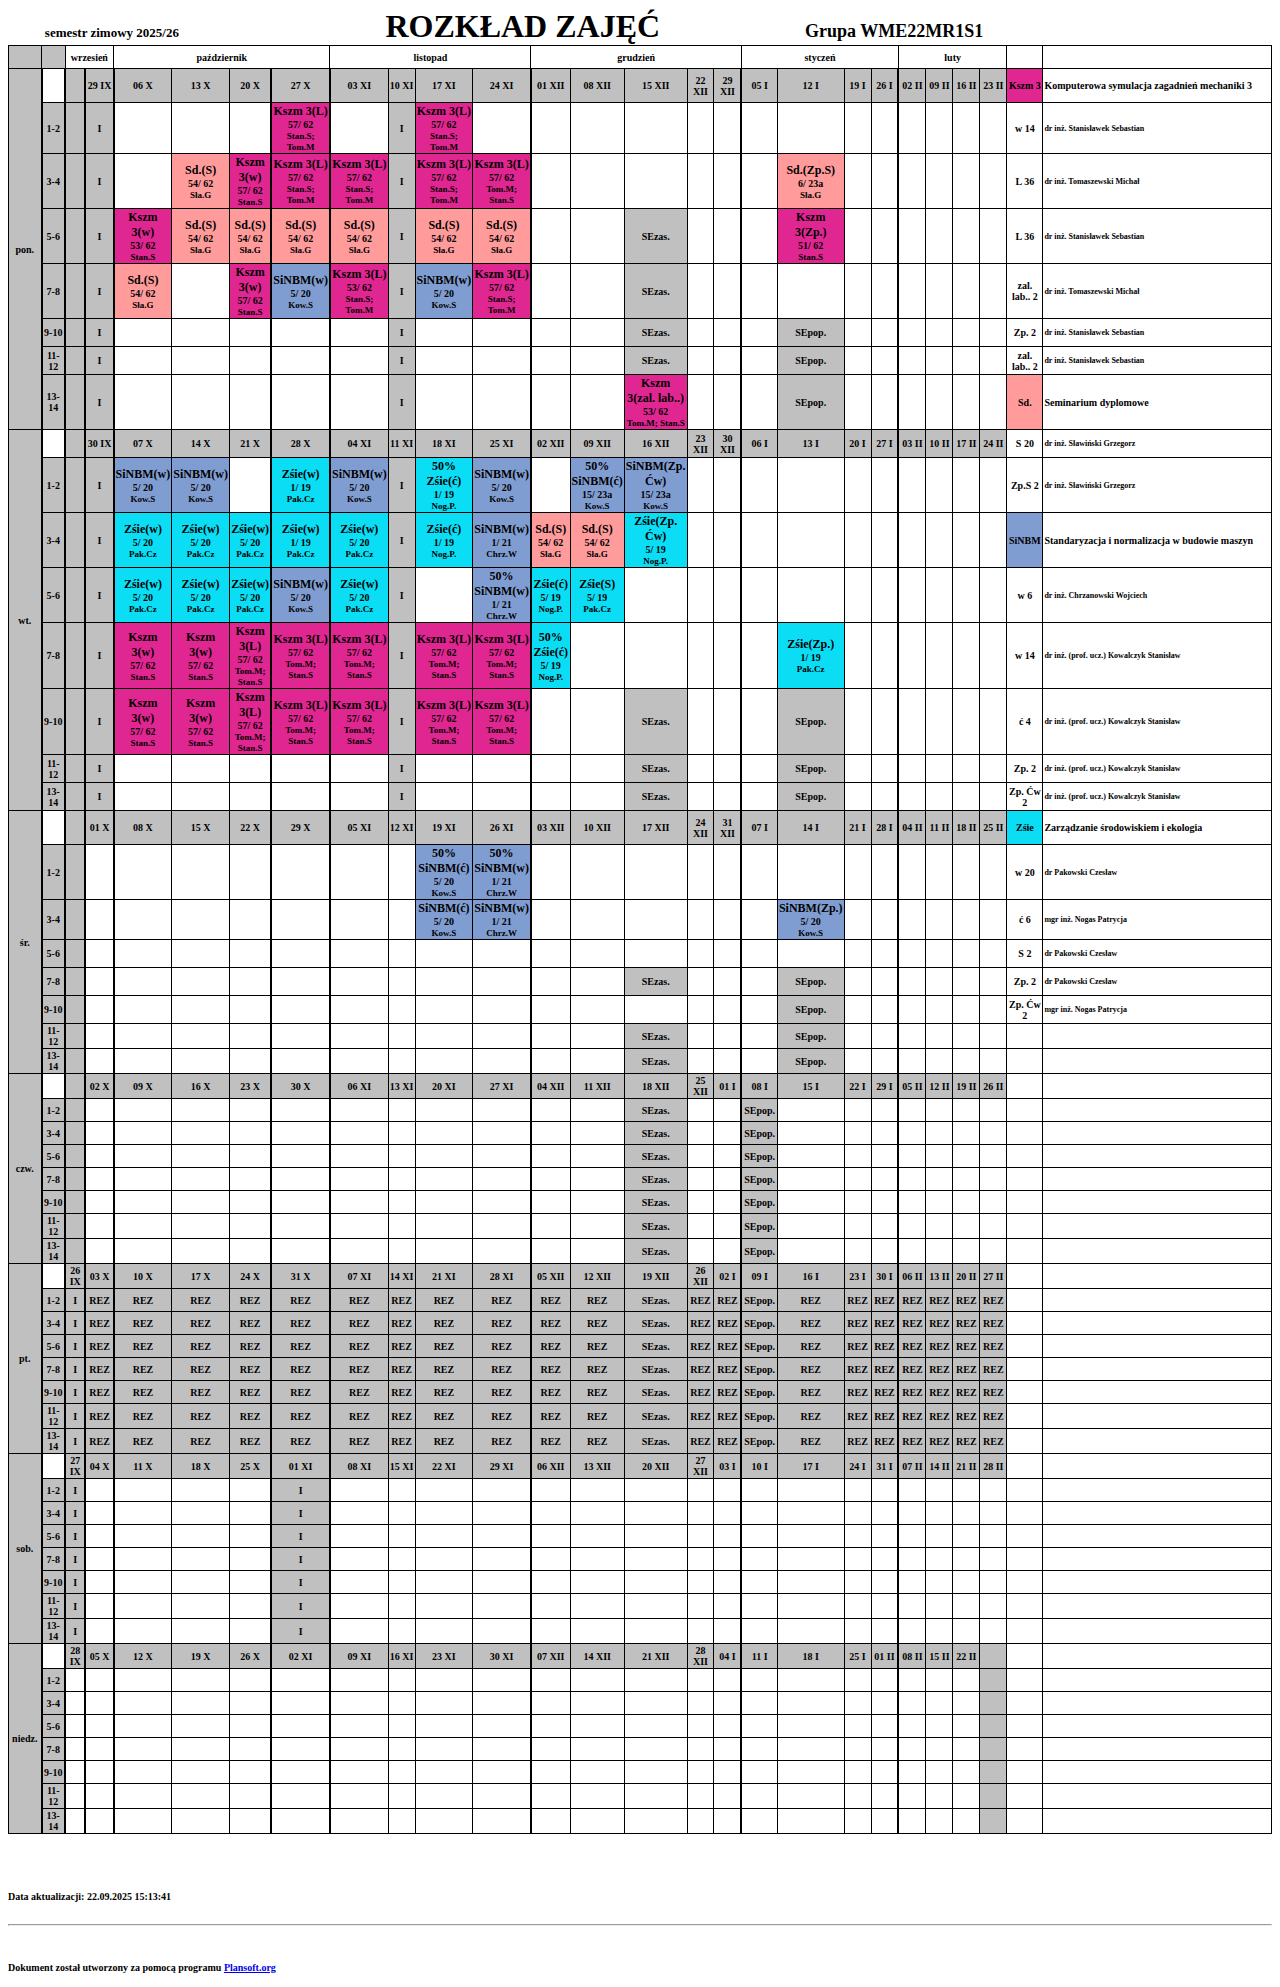 semestr zimowy 2025/26 ROZKŁAD ZAJĘĆ Grupa WME22MR1S1
wrzesień październik listopad grudzień styczeń luty
pon.
29 IX 06 X 13 X 20 X 27 X 03 XI 10 XI 17 XI 24 XI 01 XII 08 XII 15 XII 22 XII 29 XII 05 I 12 I 19 I 26 I 02 II 09 II 16 II 23 II Kszm 3 Komputerowa symulacja zagadnień mechaniki 3
1-2 I Kszm 3(L) 57/ 62 Stan.S; Tom.M I Kszm 3(L) 57/ 62 Stan.S; Tom.M w 14 dr inż. Stanisławek Sebastian
3-4 I Sd.(S) 54/ 62 Sła.G Kszm 3(w) 57/ 62 Stan.S Kszm 3(L) 57/ 62 Stan.S; Tom.M Kszm 3(L) 57/ 62 Stan.S; Tom.M I Kszm 3(L) 57/ 62 Stan.S; Tom.M Kszm 3(L) 57/ 62 Tom.M; Stan.S Sd.(Zp.S) 6/ 23a Sła.G L 36 dr inż. Tomaszewski Michał
5-6 I Kszm 3(w) 53/ 62 Stan.S Sd.(S) 54/ 62 Sła.G Sd.(S) 54/ 62 Sła.G Sd.(S) 54/ 62 Sła.G Sd.(S) 54/ 62 Sła.G I Sd.(S) 54/ 62 Sła.G Sd.(S) 54/ 62 Sła.G SEzas. Kszm 3(Zp.) 51/ 62 Stan.S L 36 dr inż. Stanisławek Sebastian
7-8 I Sd.(S) 54/ 62 Sła.G Kszm 3(w) 57/ 62 Stan.S SiNBM(w) 5/ 20 Kow.S Kszm 3(L) 53/ 62 Stan.S; Tom.M I SiNBM(w) 5/ 20 Kow.S Kszm 3(L) 57/ 62 Stan.S; Tom.M SEzas. zal. lab.. 2 dr inż. Tomaszewski Michał
9-10 I I SEzas. SEpop. Zp. 2 dr inż. Stanisławek Sebastian
11-12 I I SEzas. SEpop. zal. lab.. 2 dr inż. Stanisławek Sebastian
13-14 I I Kszm 3(zal. lab..) 53/ 62 Tom.M; Stan.S SEpop. Sd. Seminarium dyplomowe
wt.
30 IX 07 X 14 X 21 X 28 X 04 XI 11 XI 18 XI 25 XI 02 XII 09 XII 16 XII 23 XII 30 XII 06 I 13 I 20 I 27 I 03 II 10 II 17 II 24 II S 20 dr inż. Sławiński Grzegorz
1-2 I SiNBM(w) 5/ 20 Kow.S SiNBM(w) 5/ 20 Kow.S Zśie(w) 1/ 19 Pak.Cz SiNBM(w) 5/ 20 Kow.S I 50% Zśie(ć) 1/ 19 Nog.P. SiNBM(w) 5/ 20 Kow.S 50% SiNBM(ć) 15/ 23a Kow.S SiNBM(Zp. Ćw) 15/ 23a Kow.S Zp.S 2 dr inż. Sławiński Grzegorz
3-4 I Zśie(w) 5/ 20 Pak.Cz Zśie(w) 5/ 20 Pak.Cz Zśie(w) 5/ 20 Pak.Cz Zśie(w) 1/ 19 Pak.Cz Zśie(w) 5/ 20 Pak.Cz I Zśie(ć) 1/ 19 Nog.P. SiNBM(w) 1/ 21 Chrz.W Sd.(S) 54/ 62 Sła.G Sd.(S) 54/ 62 Sła.G Zśie(Zp. Ćw) 5/ 19 Nog.P. SiNBM Standaryzacja i normalizacja w budowie maszyn
5-6 I Zśie(w) 5/ 20 Pak.Cz Zśie(w) 5/ 20 Pak.Cz Zśie(w) 5/ 20 Pak.Cz SiNBM(w) 5/ 20 Kow.S Zśie(w) 5/ 20 Pak.Cz I 50% SiNBM(w) 1/ 21 Chrz.W Zśie(ć) 5/ 19 Nog.P. Zśie(S) 5/ 19 Pak.Cz w 6 dr inż. Chrzanowski Wojciech
7-8 I Kszm 3(w) 57/ 62 Stan.S Kszm 3(w) 57/ 62 Stan.S Kszm 3(L) 57/ 62 Tom.M; Stan.S Kszm 3(L) 57/ 62 Tom.M; Stan.S Kszm 3(L) 57/ 62 Tom.M; Stan.S I Kszm 3(L) 57/ 62 Tom.M; Stan.S Kszm 3(L) 57/ 62 Tom.M; Stan.S 50% Zśie(ć) 5/ 19 Nog.P. Zśie(Zp.) 1/ 19 Pak.Cz w 14 dr inż. (prof. ucz.) Kowalczyk Stanisław
9-10 I Kszm 3(w) 57/ 62 Stan.S Kszm 3(w) 57/ 62 Stan.S Kszm 3(L) 57/ 62 Tom.M; Stan.S Kszm 3(L) 57/ 62 Tom.M; Stan.S Kszm 3(L) 57/ 62 Tom.M; Stan.S I Kszm 3(L) 57/ 62 Tom.M; Stan.S Kszm 3(L) 57/ 62 Tom.M; Stan.S SEzas. SEpop. ć 4 dr inż. (prof. ucz.) Kowalczyk Stanisław
11-12 I I SEzas. SEpop. Zp. 2 dr inż. (prof. ucz.) Kowalczyk Stanisław
13-14 I I SEzas. SEpop. Zp. Ćw 2 dr inż. (prof. ucz.) Kowalczyk Stanisław
śr.
01 X 08 X 15 X 22 X 29 X 05 XI 12 XI 19 XI 26 XI 03 XII 10 XII 17 XII 24 XII 31 XII 07 I 14 I 21 I 28 I 04 II 11 II 18 II 25 II Zśie Zarządzanie środowiskiem i ekologia
1-2 50% SiNBM(ć) 5/ 20 Kow.S 50% SiNBM(w) 1/ 21 Chrz.W w 20 dr Pakowski Czesław
3-4 SiNBM(ć) 5/ 20 Kow.S SiNBM(w) 1/ 21 Chrz.W SiNBM(Zp.) 5/ 20 Kow.S ć 6 mgr inż. Nogas Patrycja
5-6 S 2 dr Pakowski Czesław
7-8 SEzas. SEpop. Zp. 2 dr Pakowski Czesław
9-10 SEpop. Zp. Ćw 2 mgr inż. Nogas Patrycja
11-12 SEzas. SEpop.
13-14 SEzas. SEpop.
czw.
02 X 09 X 16 X 23 X 30 X 06 XI 13 XI 20 XI 27 XI 04 XII 11 XII 18 XII 25 XII 01 I 08 I 15 I 22 I 29 I 05 II 12 II 19 II 26 II
1-2 SEzas. SEpop.
3-4 SEzas. SEpop.
5-6 SEzas. SEpop.
7-8 SEzas. SEpop.
9-10 SEzas. SEpop.
11-12 SEzas. SEpop.
13-14 SEzas. SEpop.
pt.
26 IX 03 X 10 X 17 X 24 X 31 X 07 XI 14 XI 21 XI 28 XI 05 XII 12 XII 19 XII 26 XII 02 I 09 I 16 I 23 I 30 I 06 II 13 II 20 II 27 II
1-2 I REZ REZ REZ REZ REZ REZ REZ REZ REZ REZ REZ SEzas. REZ REZ SEpop. REZ REZ REZ REZ REZ REZ REZ
3-4 I REZ REZ REZ REZ REZ REZ REZ REZ REZ REZ REZ SEzas. REZ REZ SEpop. REZ REZ REZ REZ REZ REZ REZ
5-6 I REZ REZ REZ REZ REZ REZ REZ REZ REZ REZ REZ SEzas. REZ REZ SEpop. REZ REZ REZ REZ REZ REZ REZ
7-8 I REZ REZ REZ REZ REZ REZ REZ REZ REZ REZ REZ SEzas. REZ REZ SEpop. REZ REZ REZ REZ REZ REZ REZ
9-10 I REZ REZ REZ REZ REZ REZ REZ REZ REZ REZ REZ SEzas. REZ REZ SEpop. REZ REZ REZ REZ REZ REZ REZ
11-12 I REZ REZ REZ REZ REZ REZ REZ REZ REZ REZ REZ SEzas. REZ REZ SEpop. REZ REZ REZ REZ REZ REZ REZ
13-14 I REZ REZ REZ REZ REZ REZ REZ REZ REZ REZ REZ SEzas. REZ REZ SEpop. REZ REZ REZ REZ REZ REZ REZ
sob.
27 IX 04 X 11 X 18 X 25 X 01 XI 08 XI 15 XI 22 XI 29 XI 06 XII 13 XII 20 XII 27 XII 03 I 10 I 17 I 24 I 31 I 07 II 14 II 21 II 28 II
1-2 I I
3-4 I I
5-6 I I
7-8 I I
9-10 I I
11-12 I I
13-14 I I
niedz.
28 IX 05 X 12 X 19 X 26 X 02 XI 09 XI 16 XI 23 XI 30 XI 07 XII 14 XII 21 XII 28 XII 04 I 11 I 18 I 25 I 01 II 08 II 15 II 22 II
1-2
3-4
5-6
7-8
9-10
11-12
13-14
Data aktualizacji: 22.09.2025 15:13:41
Dokument został utworzony za pomocą programu Plansoft.org